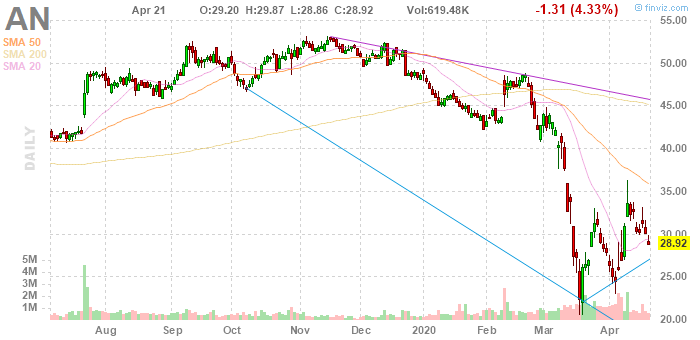 AN Apr 21 O:29.20 H:29.87 L:28.86 C:28.92 Vol:619.48K -1.31 (4.33%) © finviz.com
SMA 50
SMA 200
SMA 20
DAILY
55.00
50.00
45.00
40.00
35.00
30.00
28.92
25.00
20.00
5M
4M
3M
2M
1M
Aug Sep Oct Nov Dec 2020 Feb Mar Apr